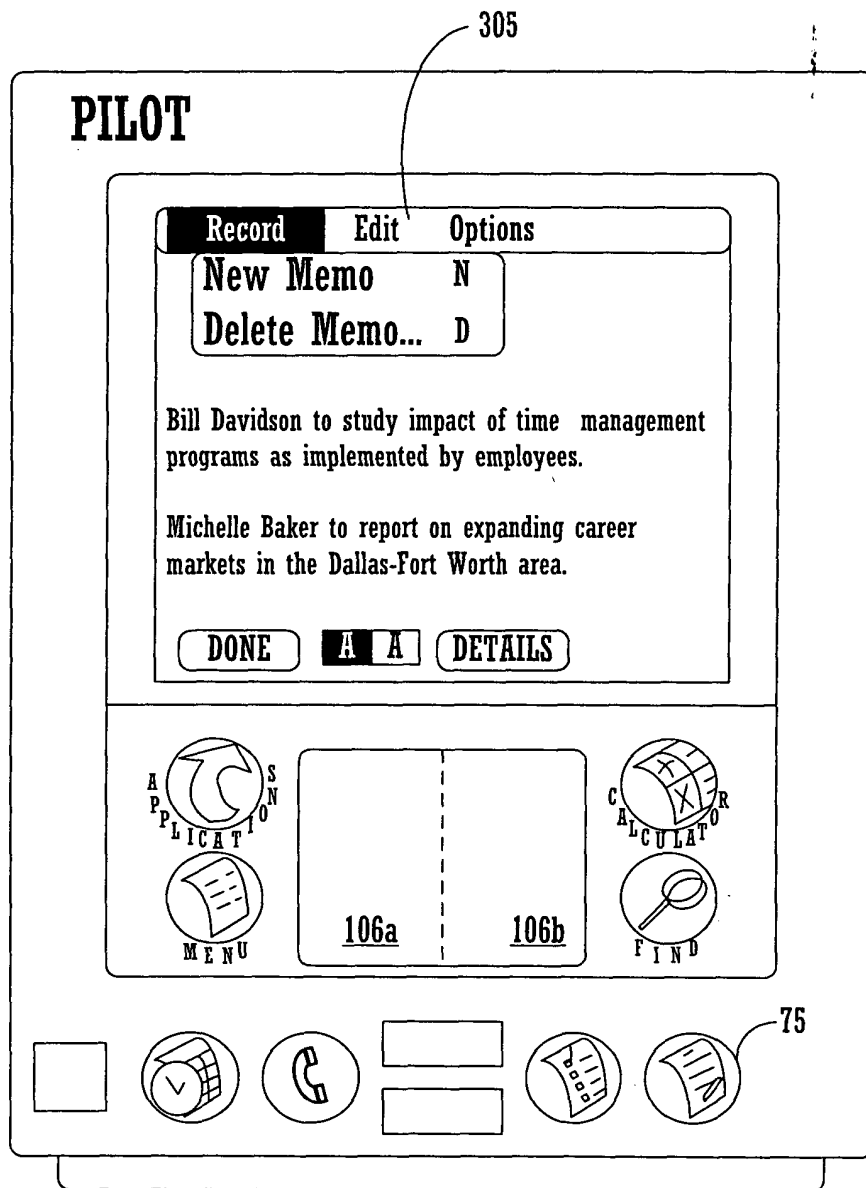 305
PILOT
Record Edit Options
New Memo N
Delete Memo... D
Bill Davidson to study impact of time management
programs as implemented by employees.
Michelle Baker to report on expanding career
markets in the Dallas-Fort Worth area.
DONE A A DETAILS
APPLICATIONS
CALCULATOR
MENU
106a 106b
FIND
75